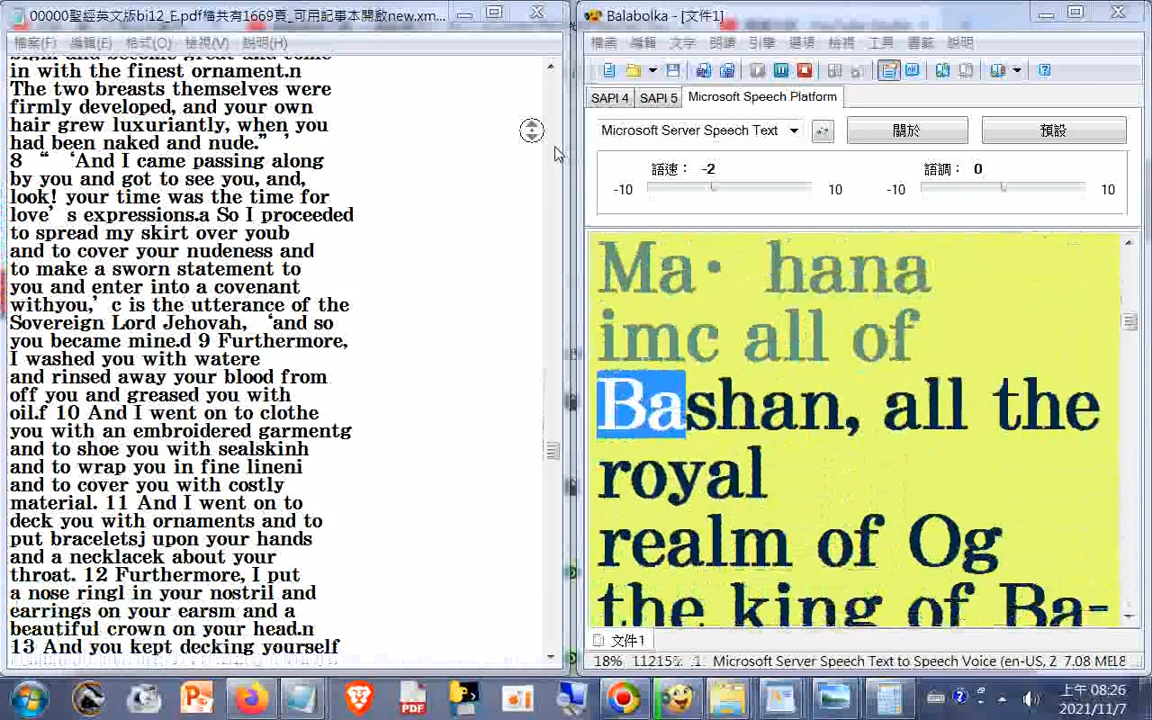 00000聖經英文版bi12_E.pdf檔共有1669頁_可用記事本開啟new.xm...
檔案(F) 編輯(E) 格式(O) 檢視(V) 說明(H)
in with the finest ornament.n
The two breasts themselves were
firmly developed, and your own
hair grew luxuriantly, when you
had been naked and nude.” ’
8 “ ‘And I came passing along
by you and got to see you, and,
look! your time was the time for
love’s expressions.a So I proceeded
to spread my skirt over youb
and to cover your nudeness and
to make a sworn statement to
you and enter into a covenant
withyou,’ c is the utterance of the
Sovereign Lord Jehovah, ‘and so
you became mine.d 9 Furthermore,
I washed you with watere
and rinsed away your blood from
off you and greased you with
oil.f 10 And I went on to clothe
you with an embroidered garmentg
and to shoe you with sealskinh
and to wrap you in fine lineni
and to cover you with costly
material. 11 And I went on to
deck you with ornaments and to
put braceletsj upon your hands
and a necklacek about your
throat. 12 Furthermore, I put
a nose ringl in your nostril and
earrings on your earsm and a
beautiful crown on your head.n
13 And you kept decking yourself
Balabolka - [文件1]
檔案 編輯 文字 朗讀 引擎 選項 檢視 工具 書籤 說明
SAPI 4 SAPI 5 Microsoft Speech Platform
Microsoft Server Speech Text 關於 預設
語速： -2 語調： 0
-10 10 -10 10
Ma· hana
imc all of
Bashan, all the
royal
realm of Og
the king of Ba-
文件1
18% Microsoft Server Speech Text to Speech Voice (en-US, Z 7.08 MEL8
PDF
上午 08:26
2021/11/7